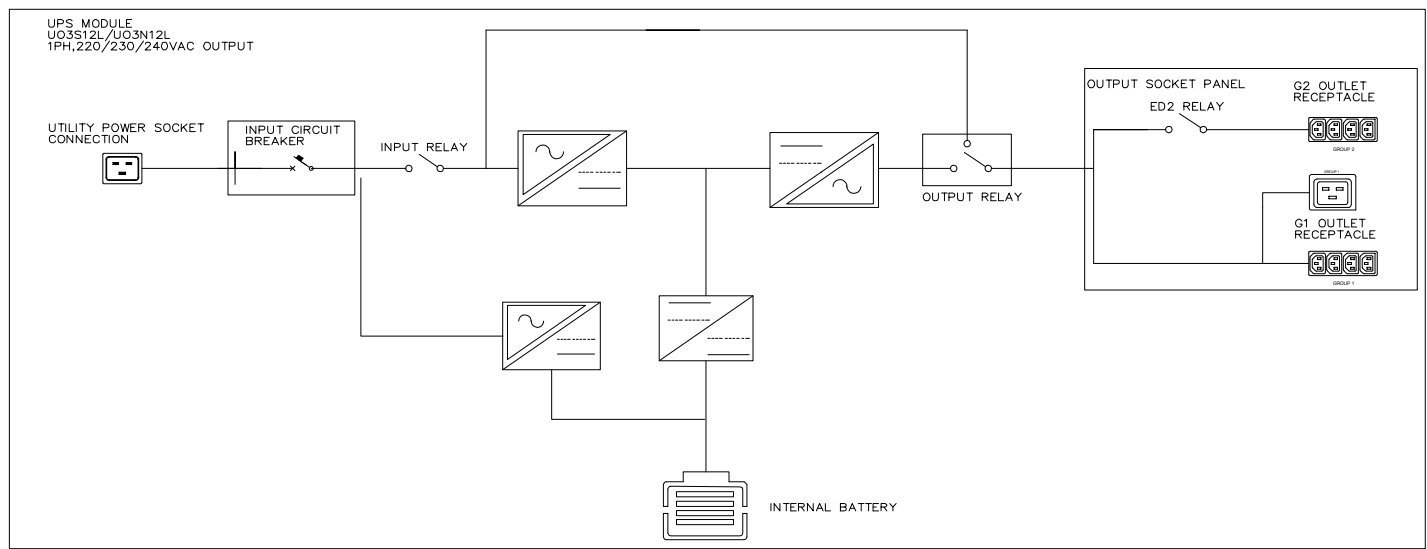 UPS MODULE
UO3S12L/UO3N12L
1PH,220/230/240VAC OUTPUT
UTILITY POWER SOCKET
CONNECTION
INPUT CIRCUIT
BREAKER
INPUT RELAY
OUTPUT RELAY
OUTPUT SOCKET PANEL
ED2 RELAY
G2 OUTLET
RECEPTACLE
GROUP 2
GROUP 1
G1 OUTLET
RECEPTACLE
GROUP 1
INTERNAL BATTERY